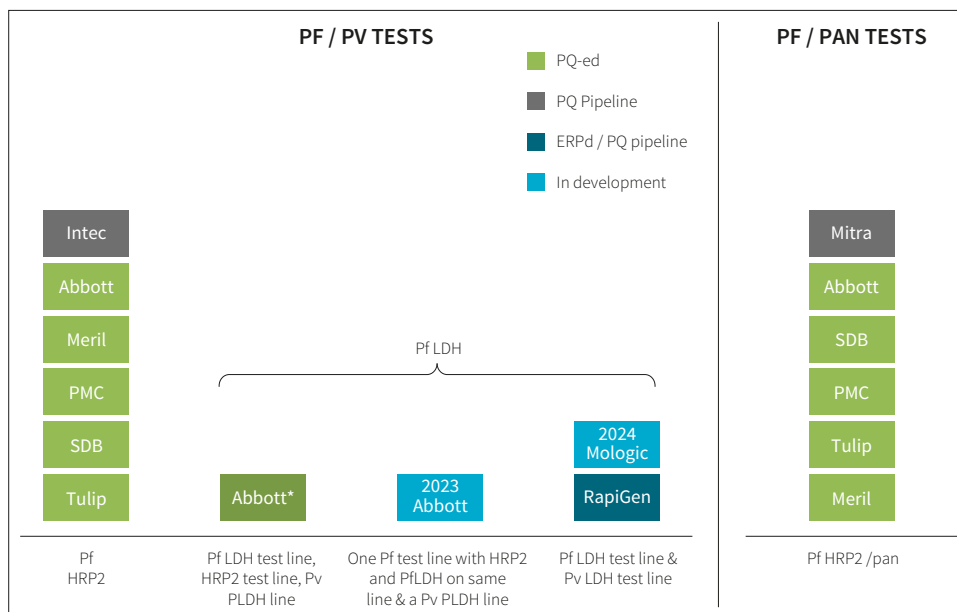 PF / PV TESTS
PF / PAN TESTS
PQ-ed
PQ Pipeline
ERPd / PQ pipeline
In development
Intec
Abbott
Meril
PMC
SDB
Tulip
Pf LDH
Abbott*
2023
Abbott
2024
Mologic
RapiGen
Mitra
Abbott
SDB
PMC
Tulip
Meril
Pf
HRP2
Pf LDH test line,
HRP2 test line, Pv
PLDH line
One Pf test line with HRP2
and PfLDH on same
line & a Pv PLDH line
Pf LDH test line &
Pv LDH test line
Pf HRP2 /pan